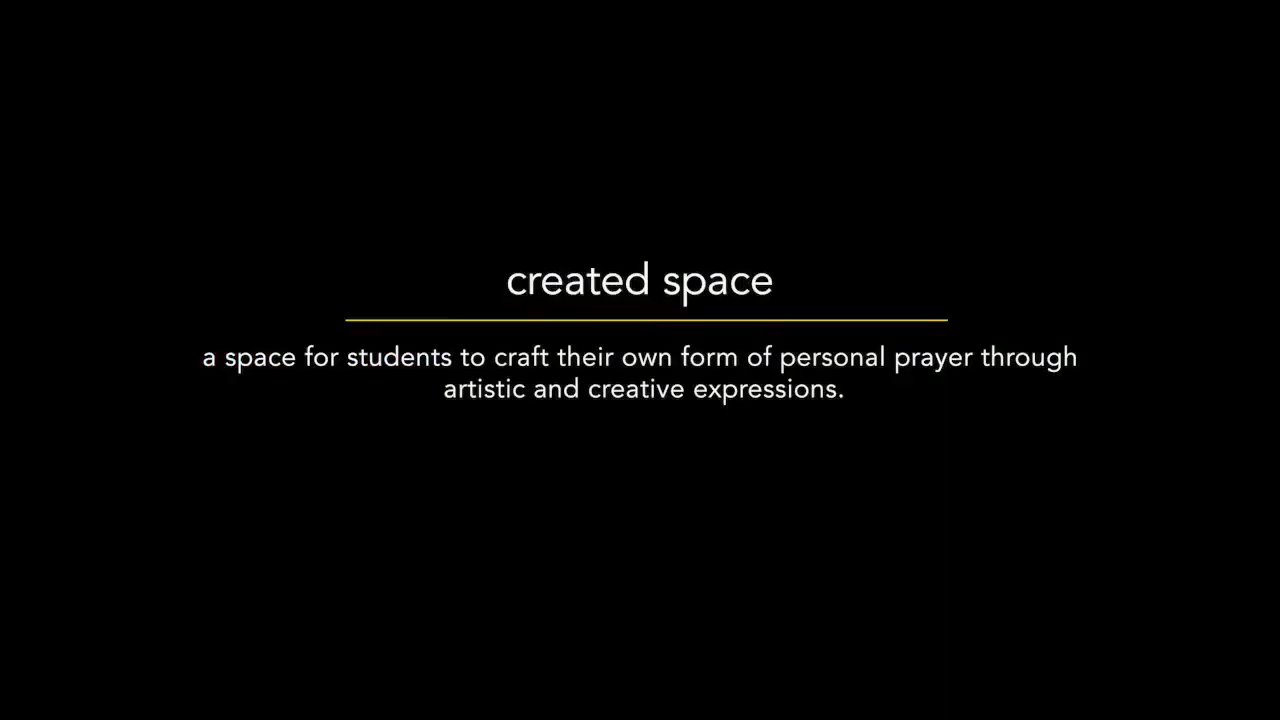 created space
a space for students to craft their own form of personal prayer through
artistic and creative expressions.